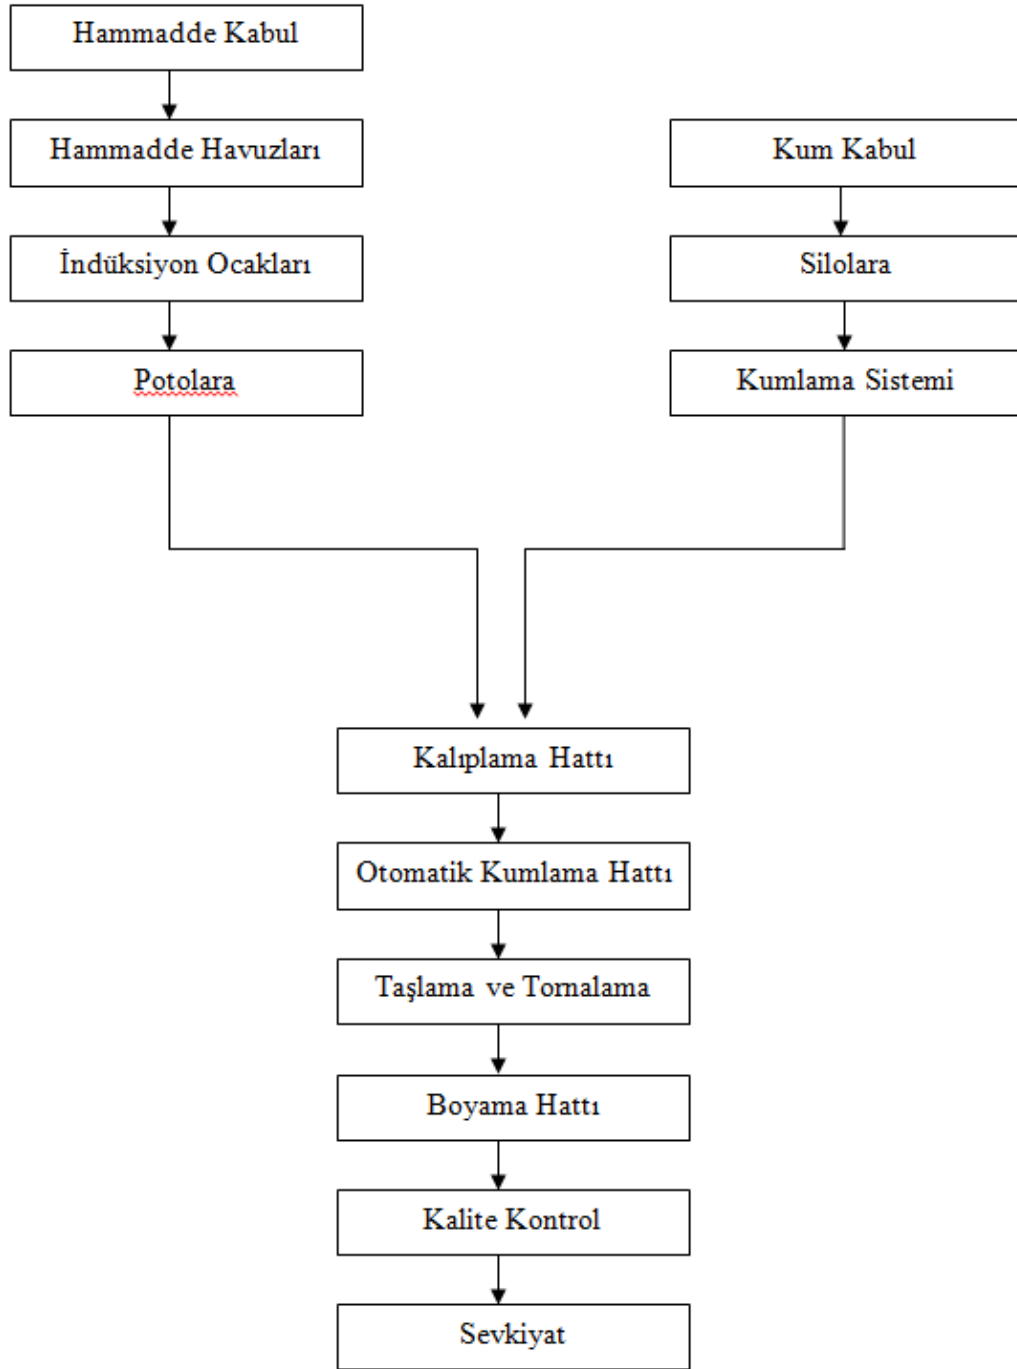 Hammadde Kabul
Hammadde Havuzları
İndüksiyon Ocakları
Potolara
Kum Kabul
Silolara
Kumlama Sistemi
Kalıplama Hattı
Otomatik Kumlama Hattı
Taşlama ve Tornalama
Boyama Hattı
Kalite Kontrol
Sevkiyat